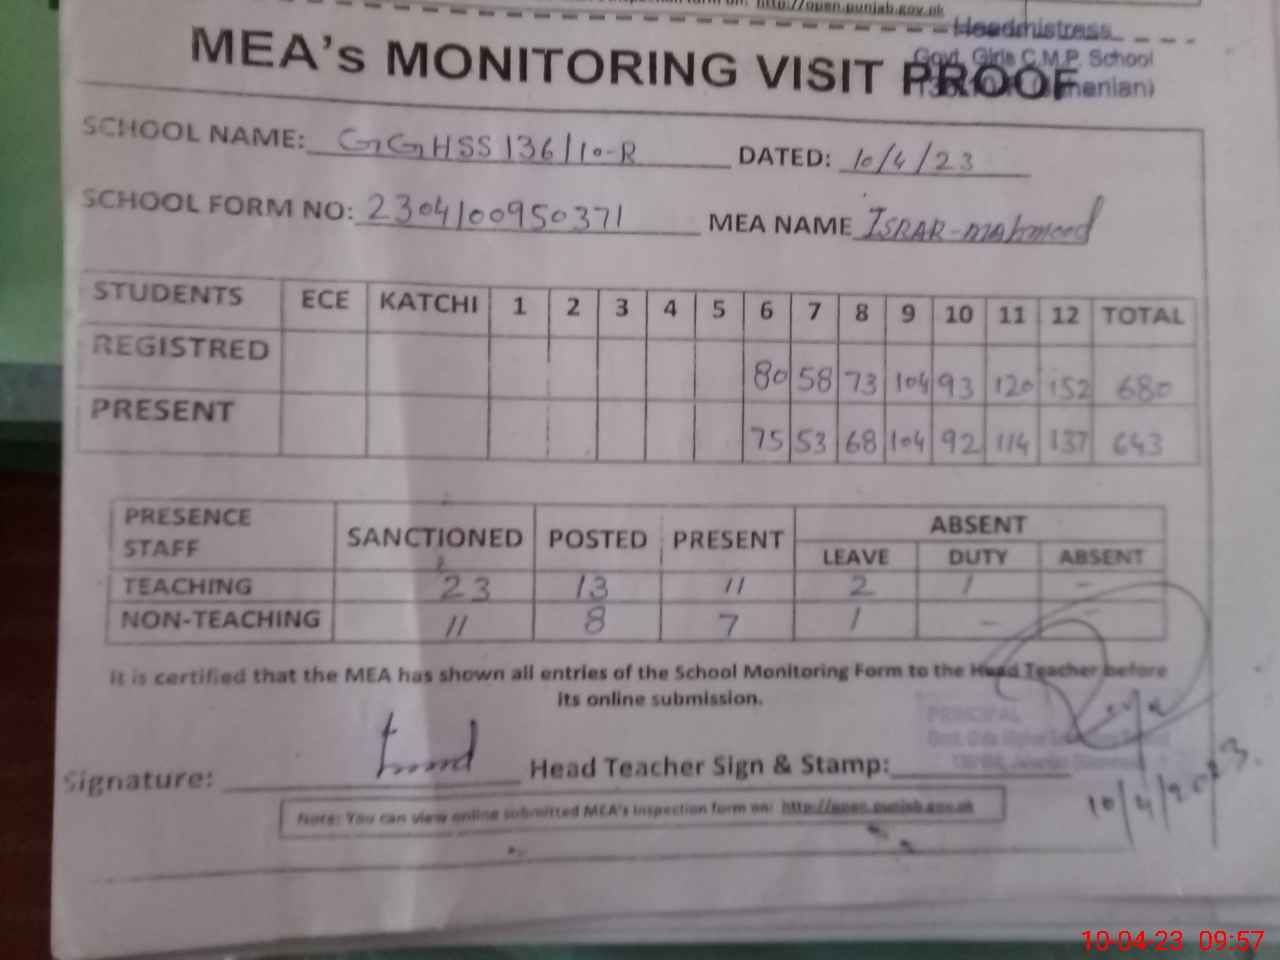 http://open.punjab.gov.pk
Headmistress
Govt. Girls C.M.P. School
MEA's MONITORING VISIT PROOF
SCHOOL NAME: GGHSS 136/10-R DATED: 10/4/23
SCHOOL FORM NO: 2304100950371 MEA NAME ISRAR-mahmood
STUDENTS ECE KATCHI 1 2 3 4 5 6 7 8 9 10 11 12 TOTAL
REGISTRED 80 58 73 104 93 120 152 680
PRESENT 75 53 68 104 92 114 137 643
PRESENCE STAFF SANCTIONED POSTED PRESENT ABSENT
LEAVE DUTY ABSENT
TEACHING 23 13 11 2 1 -
NON-TEACHING 11 8 7 1 - -
It is certified that the MEA has shown all entries of the School Monitoring Form to the Head Teacher before
its online submission.
PRINCIPAL
Signature: Head Teacher Sign & Stamp:
10/4/2023.
Note: You can view online submitted MEA's inspection form on: http://open.punjab.gov.pk
10-04-23 09:57